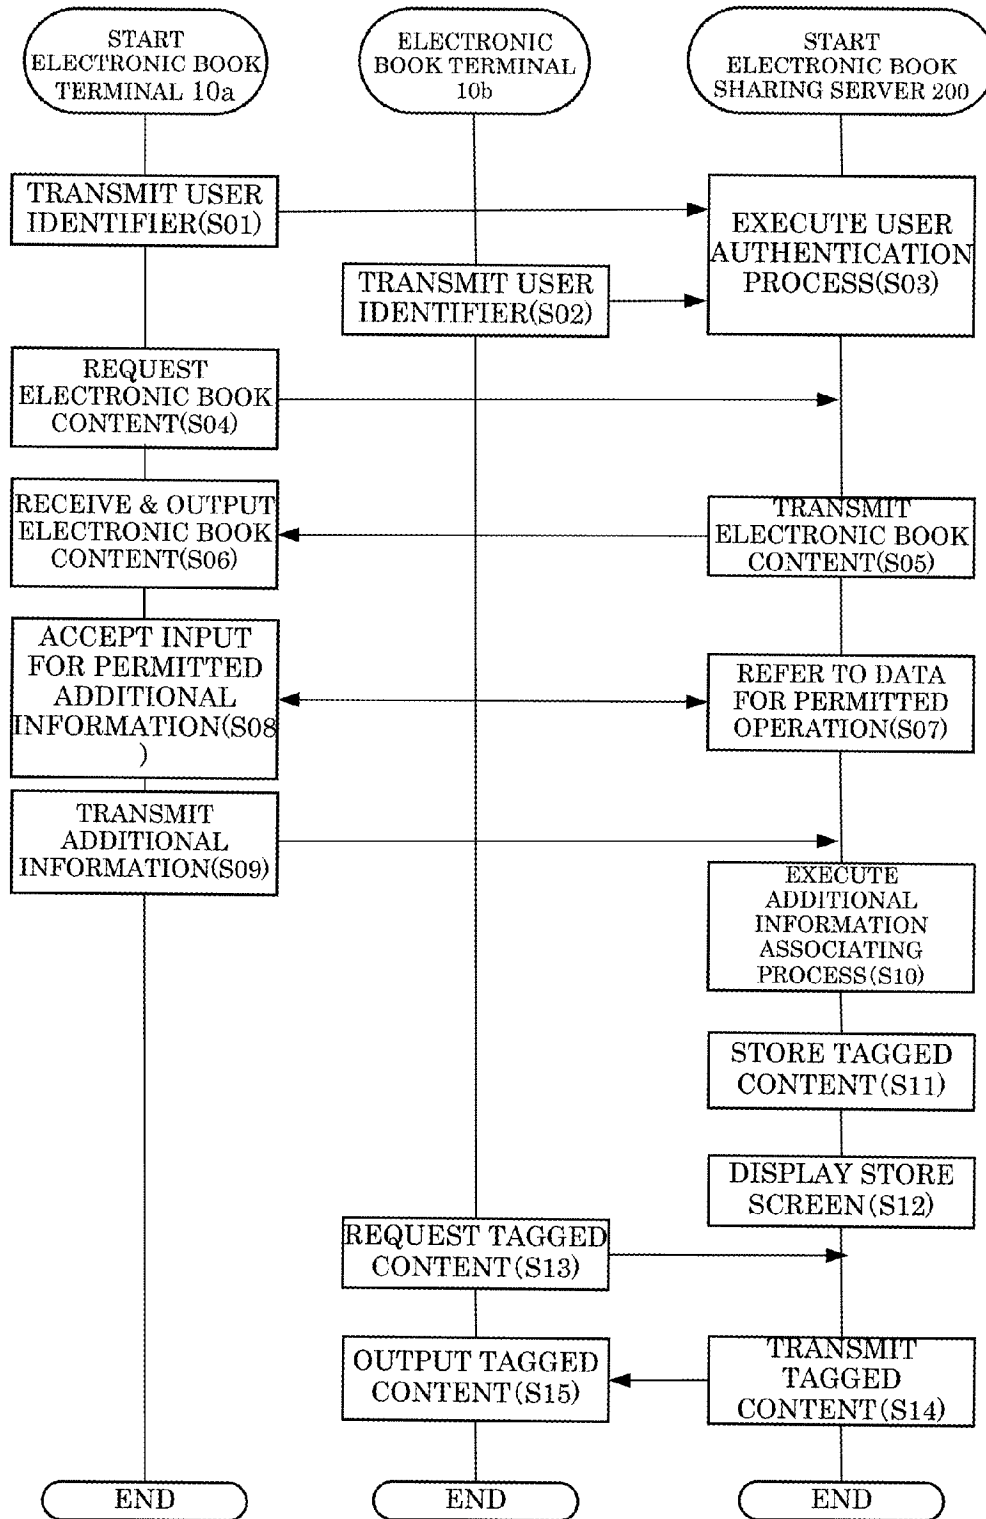 START
ELECTRONIC BOOK
TERMINAL 10a
ELECTRONIC
BOOK TERMINAL
10b
START
ELECTRONIC BOOK
SHARING SERVER 200
TRANSMIT USER
IDENTIFIER(S01)
EXECUTE USER
AUTHENTICATION
PROCESS(S03)
TRANSMIT USER
IDENTIFIER(S02)
REQUEST
ELECTRONIC BOOK
CONTENT(S04)
RECEIVE & OUTPUT
ELECTRONIC BOOK
CONTENT(S06)
TRANSMIT
ELECTRONIC BOOK
CONTENT(S05)
ACCEPT INPUT
FOR PERMITTED
ADDITIONAL
INFORMATION(S08
)
REFER TO DATA
FOR PERMITTED
OPERATION(S07)
TRANSMIT
ADDITIONAL
INFORMATION(S09)
EXECUTE
ADDITIONAL
INFORMATION
ASSOCIATING
PROCESS(S10)
STORE TAGGED
CONTENT(S11)
DISPLAY STORE
SCREEN(S12)
REQUEST TAGGED
CONTENT(S13)
OUTPUT TAGGED
CONTENT(S15)
TRANSMIT
TAGGED
CONTENT(S14)
END
END
END